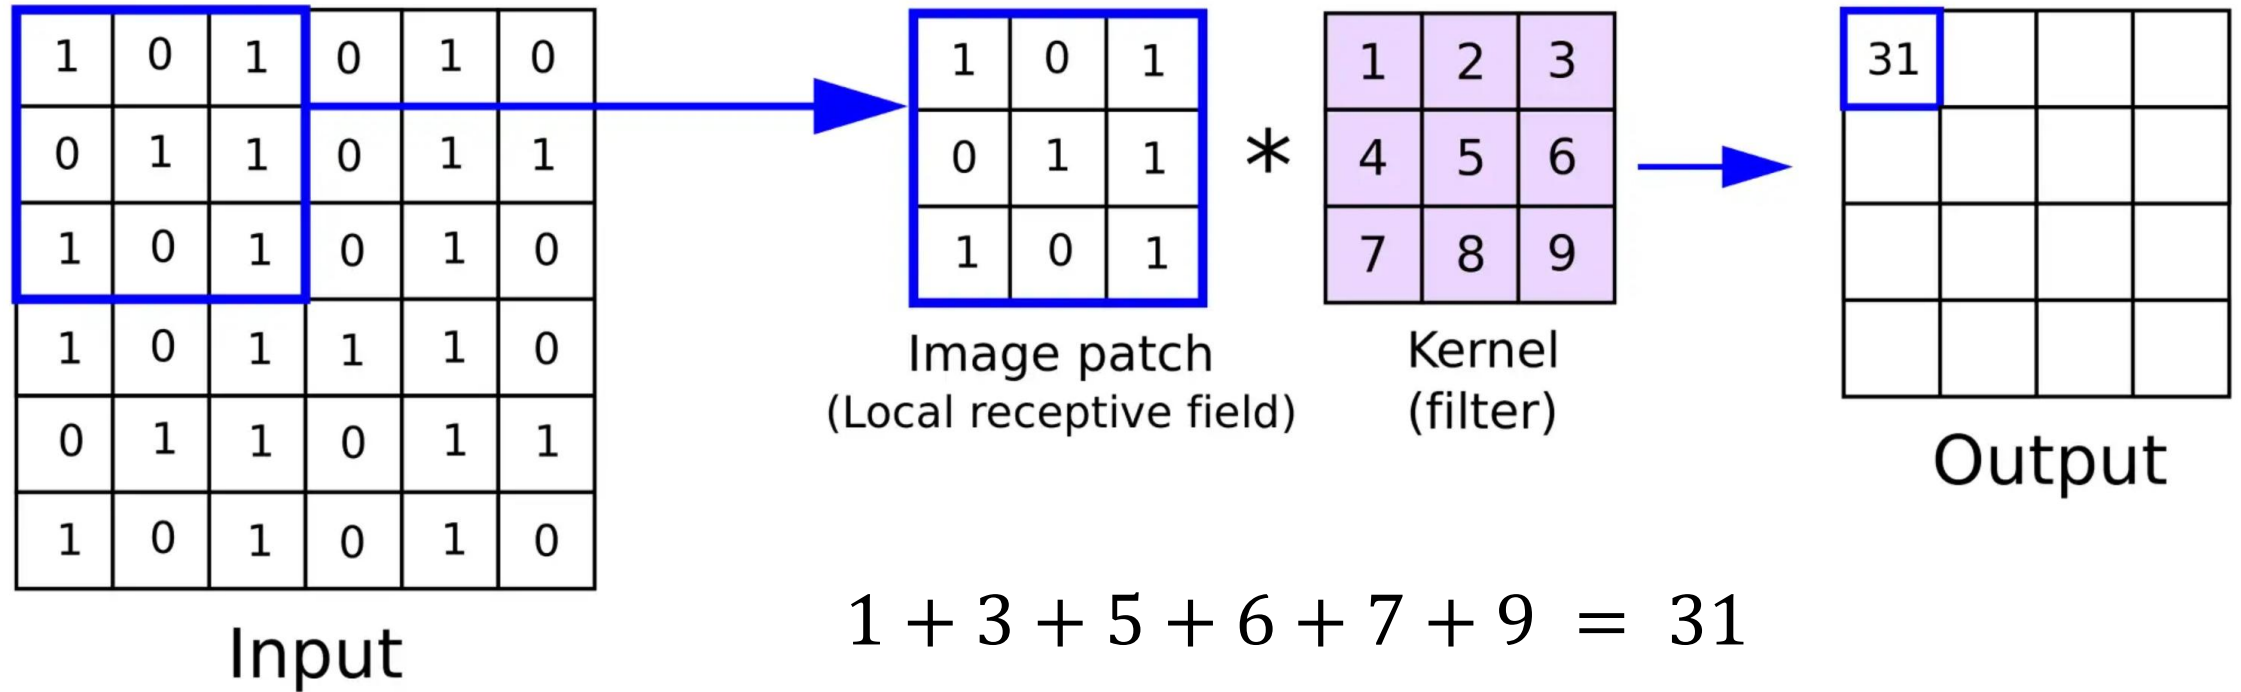 1 0 1 0 1 0
0 1 1 0 1 1
1 0 1 0 1 0
1 0 1 1 1 0
0 1 1 0 1 1
1 0 1 0 1 0
Input
1 0 1
0 1 1
1 0 1
Image patch
(Local receptive field)
*
1 2 3
4 5 6
7 8 9
Kernel
(filter)
31
Output
1 + 3 + 5 + 6 + 7 + 9 = 31